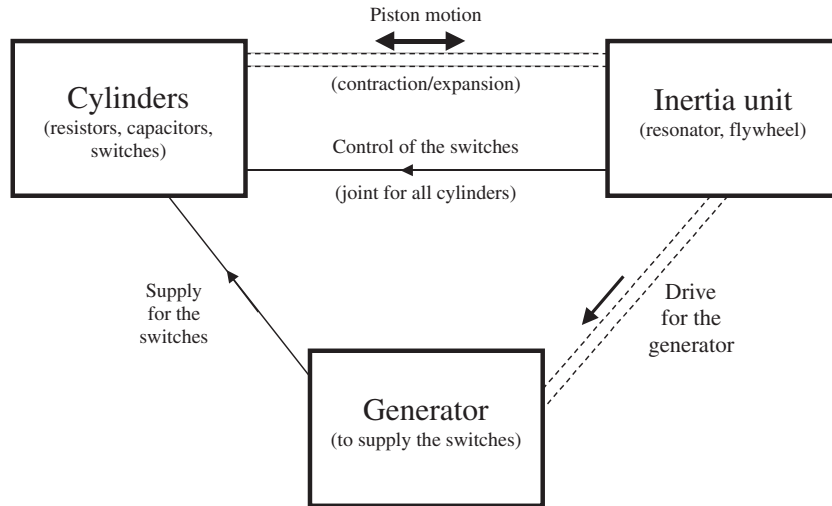 Piston motion
(contraction/expansion)
Cylinders
(resistors, capacitors,
switches)
Inertia unit
(resonator, flywheel)
Control of the switches
(joint for all cylinders)
Supply
for the
switches
Drive
for the
generator
Generator
(to supply the switches)